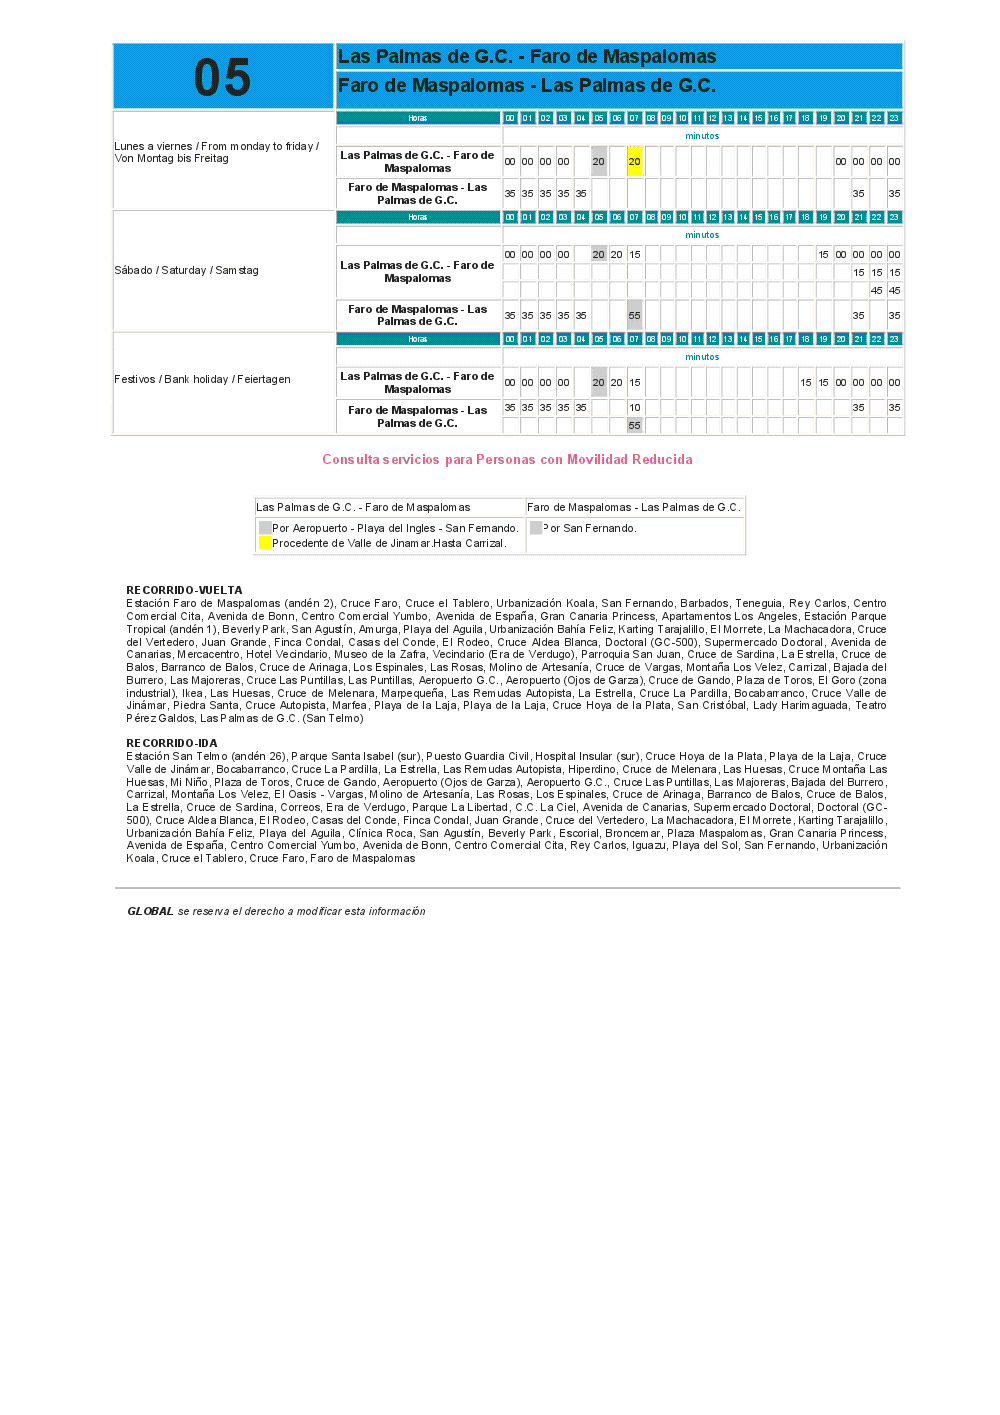 05
Las Palmas de G.C. - Faro de Maspalomas
Faro de Maspalomas - Las Palmas de G.C.
Lunes a viernes / From monday to friday /
Von Montag bis Freitag
Horas 00 01 02 03 04 05 06 07 08 09 10 11 12 13 14 15 16 17 18 19 20 21 22 23
minutos
Las Palmas de G.C. - Faro de
Maspalomas
00 00 00 00 20 20 00 00 00 00
Faro de Maspalomas - Las
Palmas de G.C.
35 35 35 35 35 35 35
Sábado / Saturday / Samstag
Horas 00 01 02 03 04 05 06 07 08 09 10 11 12 13 14 15 16 17 18 19 20 21 22 23
minutos
Las Palmas de G.C. - Faro de
Maspalomas
00 00 00 00 20 20 15 15 00 00 00 00
15 15 15
45 45
Faro de Maspalomas - Las
Palmas de G.C.
35 35 35 35 35 55 35 35
Festivos / Bank holiday / Feiertagen
Horas 00 01 02 03 04 05 06 07 08 09 10 11 12 13 14 15 16 17 18 19 20 21 22 23
minutos
Las Palmas de G.C. - Faro de
Maspalomas
00 00 00 00 20 20 15 15 15 00 00 00 00
Faro de Maspalomas - Las
Palmas de G.C.
35 35 35 35 35 10 35 35
55
Consulta servicios para Personas con Movilidad Reducida
Las Palmas de G.C. - Faro de Maspalomas
Faro de Maspalomas - Las Palmas de G.C.
Por Aeropuerto - Playa del Ingles - San Fernando.
Procedente de Valle de Jinamar.Hasta Carrizal.
Por San Fernando.
RECORRIDO-VUELTA
Estación Faro de Maspalomas (andén 2), Cruce Faro, Cruce el Tablero, Urbanización Koala, San Fernando, Barbados, Teneguia, Rey Carlos, Centro
Comercial Cita, Avenida de Bonn, Centro Comercial Yumbo, Avenida de España, Gran Canaria Princess, Apartamentos Los Angeles, Estación Parque
Tropical (andén 1), Beverly Park, San Agustín, Amurga, Playa del Aguila, Urbanización Bahía Feliz, Karting Tarajalillo, El Morrete, La Machacadora, Cruce
del Vertedero, Juan Grande, Finca Condal, Casas del Conde, El Rodeo, Cruce Aldea Blanca, Doctoral (GC-500), Supermercado Doctoral, Avenida de
Canarias, Mercacentro, Hotel Vecindario, Museo de la Zafra, Vecindario (Era de Verdugo), Parroquia San Juan, Cruce de Sardina, La Estrella, Cruce de
Balos, Barranco de Balos, Cruce de Arinaga, Los Espinales, Las Rosas, Molino de Artesanía, Cruce de Vargas, Montaña Los Velez, Carrizal, Bajada del
Burrero, Las Majoreras, Cruce Las Puntillas, Las Puntillas, Aeropuerto G.C., Aeropuerto (Ojos de Garza), Cruce de Gando, Plaza de Toros, El Goro (zona
industrial), Ikea, Las Huesas, Cruce de Melenara, Marpequeña, Las Remudas Autopista, La Estrella, Cruce La Pardilla, Bocabarranco, Cruce Valle de
Jinámar, Piedra Santa, Cruce Autopista, Marfea, Playa de la Laja, Playa de la Laja, Cruce Hoya de la Plata, San Cristóbal, Lady Harimaguada, Teatro
Pérez Galdos, Las Palmas de G.C. (San Telmo)
RECORRIDO-IDA
Estación San Telmo (andén 26), Parque Santa Isabel (sur), Puesto Guardia Civil, Hospital Insular (sur), Cruce Hoya de la Plata, Playa de la Laja, Cruce
Valle de Jinámar, Bocabarranco, Cruce La Pardilla, La Estrella, Las Remudas Autopista, Hiperdino, Cruce de Melenara, Las Huesas, Cruce Montaña Las
Huesas, Mi Niño, Plaza de Toros, Cruce de Gando, Aeropuerto (Ojos de Garza), Aeropuerto G.C., Cruce Las Puntillas, Las Majoreras, Bajada del Burrero,
Carrizal, Montaña Los Velez, El Oasis - Vargas, Molino de Artesanía, Las Rosas, Los Espinales, Cruce de Arinaga, Barranco de Balos, Cruce de Balos,
La Estrella, Cruce de Sardina, Correos, Era de Verdugo, Parque La Libertad, C.C. La Ciel, Avenida de Canarias, Supermercado Doctoral, Doctoral (GC-
500), Cruce Aldea Blanca, El Rodeo, Casas del Conde, Finca Condal, Juan Grande, Cruce del Vertedero, La Machacadora, El Morrete, Karting Tarajalillo,
Urbanización Bahía Feliz, Playa del Aguila, Clínica Roca, San Agustín, Beverly Park, Escorial, Broncemar, Plaza Maspalomas, Gran Canaria Princess,
Avenida de España, Centro Comercial Yumbo, Avenida de Bonn, Centro Comercial Cita, Rey Carlos, Iguazu, Playa del Sol, San Fernando, Urbanización
Koala, Cruce el Tablero, Cruce Faro, Faro de Maspalomas
GLOBAL se reserva el derecho a modificar esta información